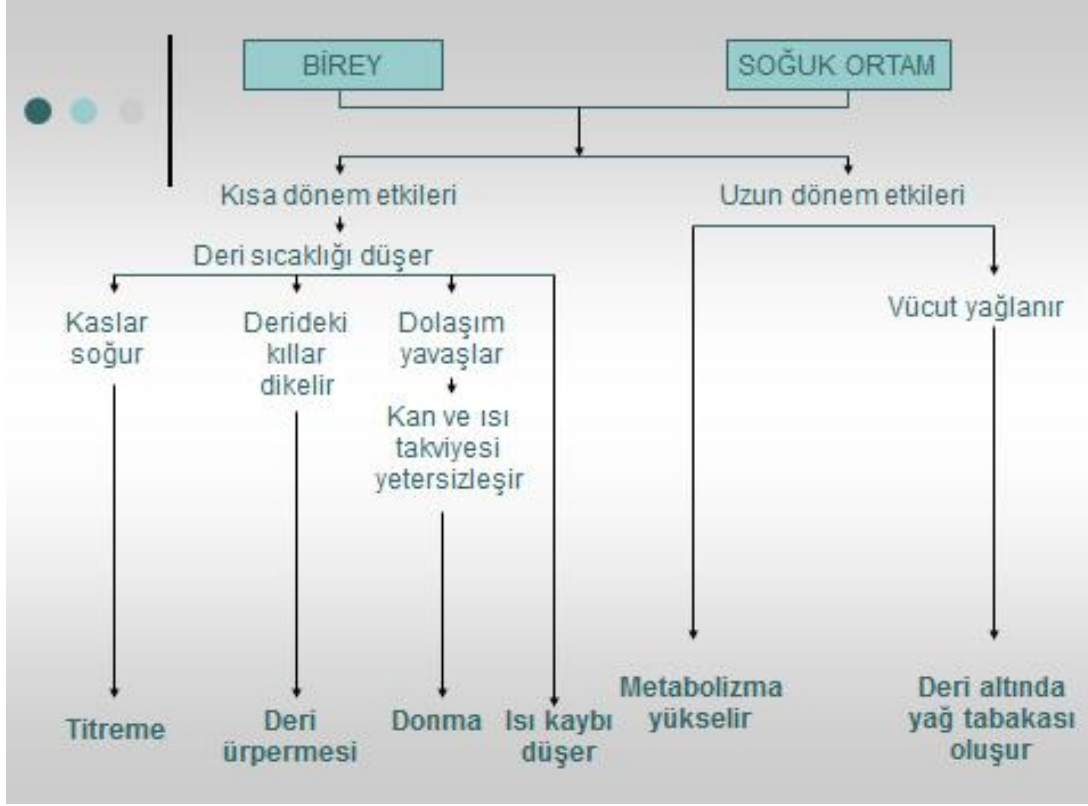 BİREY
SOĞUK ORTAM
Kısa dönem etkileri
Uzun dönem etkileri
Deri sıcaklığı düşer
Kaslar
soğur
Derideki
kıllar
dikelir
Dolaşım
yavaşlar
Kan ve ısı
takviyesi
yetersizleşir
Vücut yağlanır
Titreme
Deri
ürpermesi
Donma
Isı kaybı
düşer
Metabolizma
yükselir
Deri altında
yağ tabakası
oluşur